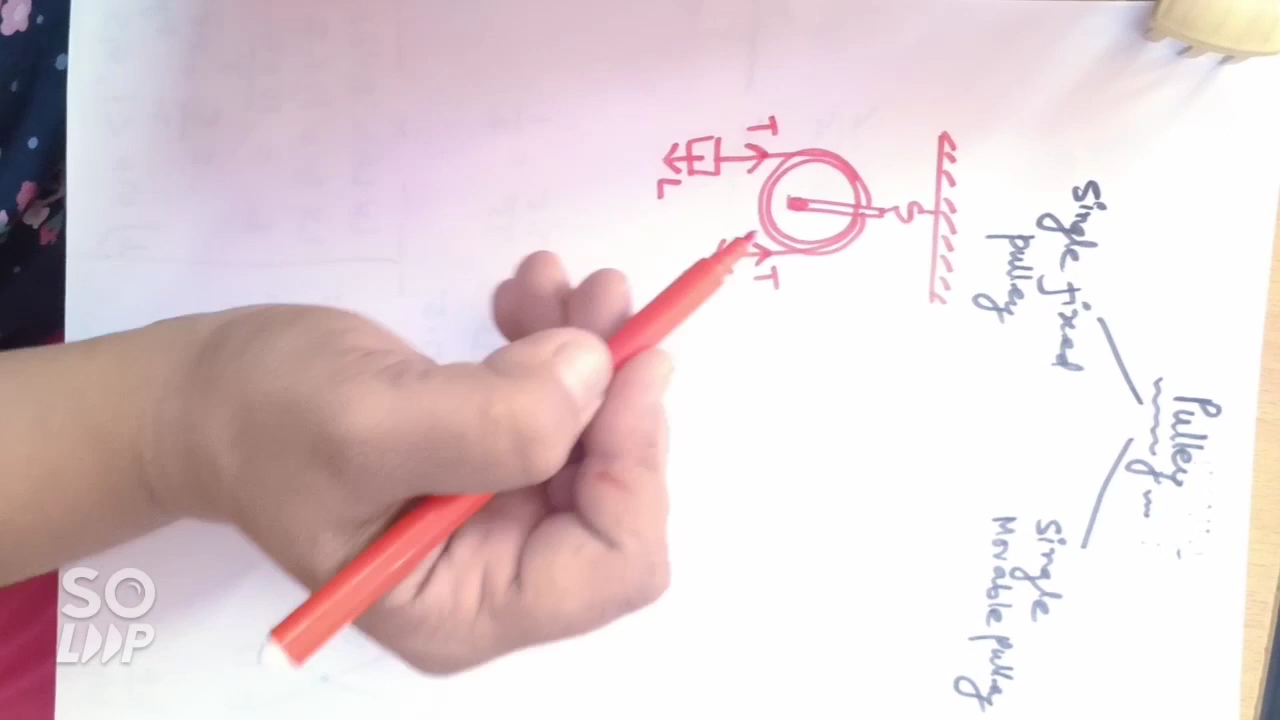 Pulley
Single fixed
pulley
Single
Movable pulley
T
T
L
SO
LOOP